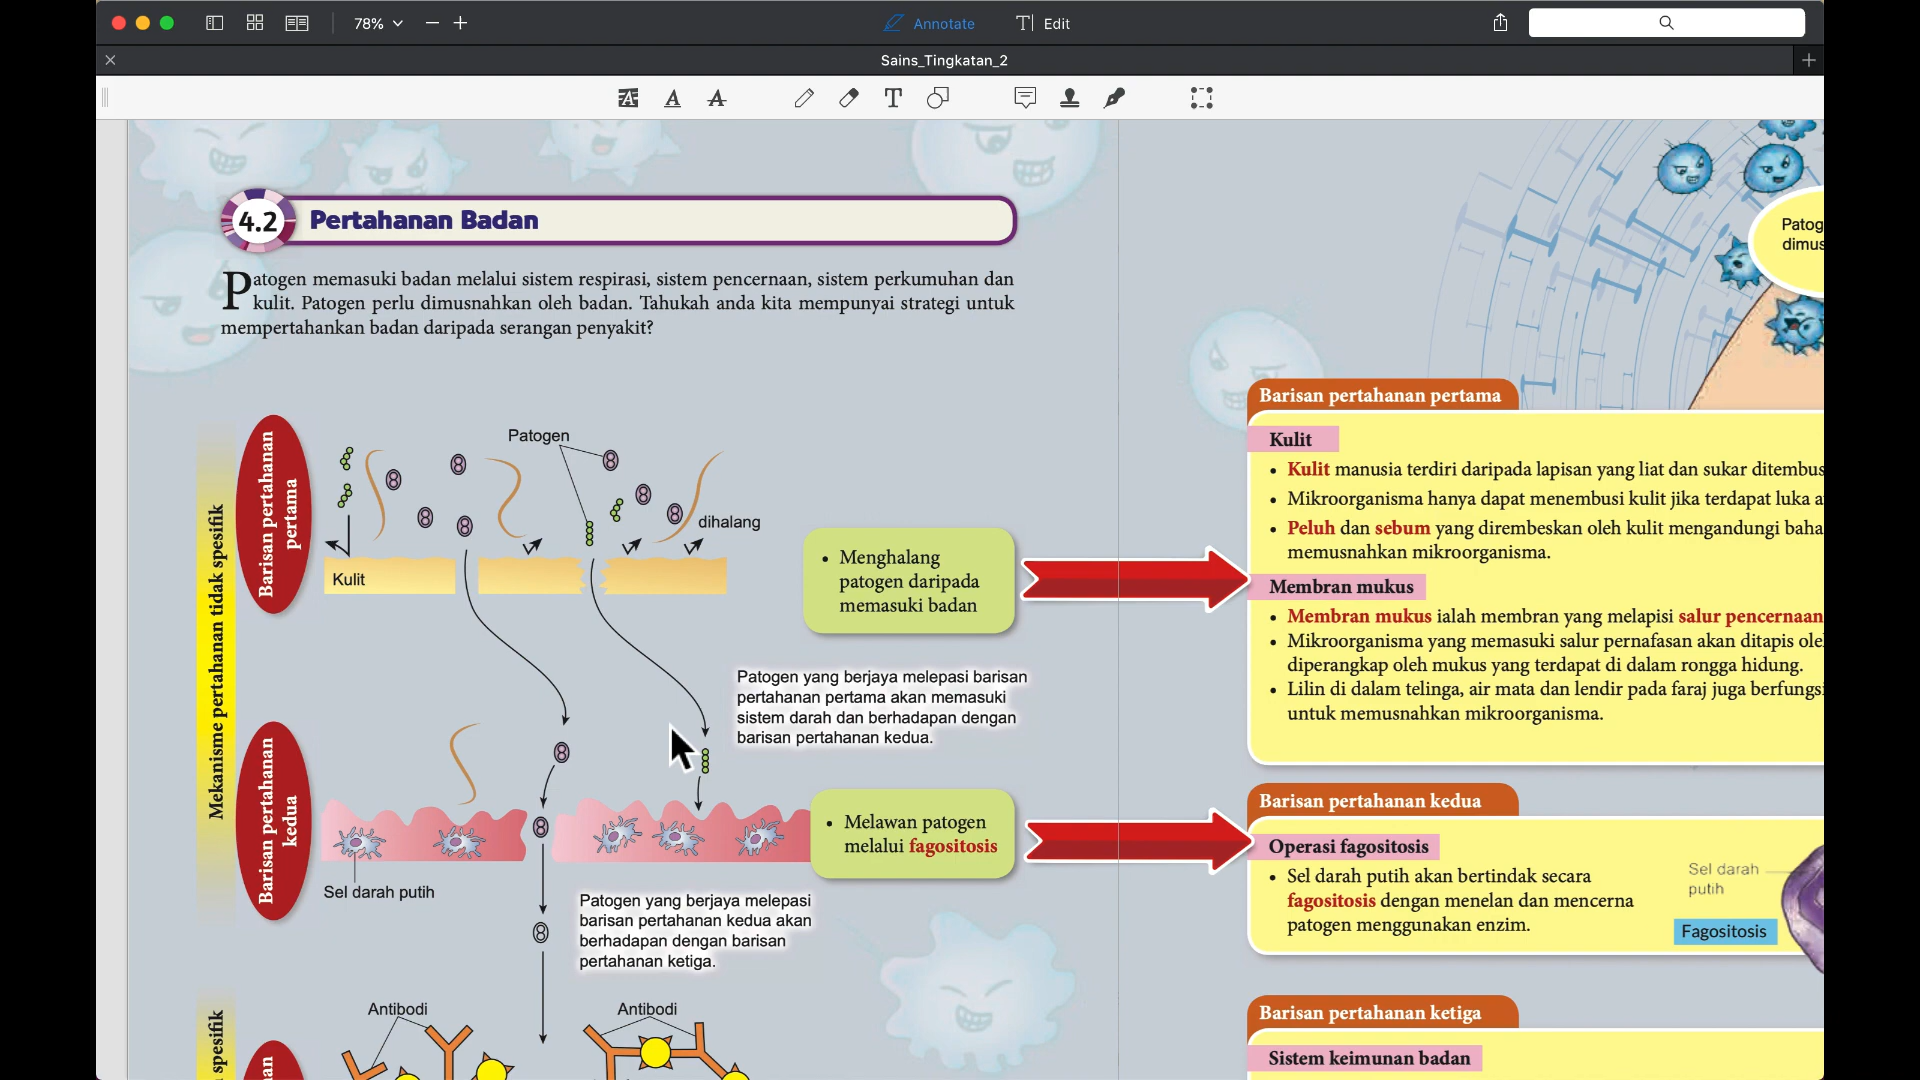 78%
Annotate
Edit
Sains_Tingkatan_2
4.2 Pertahanan Badan
Patogen memasuki badan melalui sistem respirasi, sistem pencernaan, sistem perkumuhan dan
kulit. Patogen perlu dimusnahkan oleh badan. Tahukah anda kita mempunyai strategi untuk
mempertahankan badan daripada serangan penyakit?
Mekanisme pertahanan tidak spesifik
Barisan pertahanan
pertama
Patogen
dihalang
Kulit
• Menghalang
patogen daripada
memasuki badan
Patogen yang berjaya melepasi barisan
pertahanan pertama akan memasuki
sistem darah dan berhadapan dengan
barisan pertahanan kedua.
Barisan pertahanan
kedua
• Melawan patogen
melalui fagositosis
Sel darah putih
Patogen yang berjaya melepasi
barisan pertahanan kedua akan
berhadapan dengan barisan
pertahanan ketiga.
spesifik
Antibodi
Antibodi
Patog
dimus
Barisan pertahanan pertama
Kulit
• Kulit manusia terdiri daripada lapisan yang liat dan sukar ditembus
• Mikroorganisma hanya dapat menembusi kulit jika terdapat luka a
• Peluh dan sebum yang dirembeskan oleh kulit mengandungi baha
memusnahkan mikroorganisma.
Membran mukus
• Membran mukus ialah membran yang melapisi salur pencernaan
• Mikroorganisma yang memasuki salur pernafasan akan ditapis ole
diperangkap oleh mukus yang terdapat di dalam rongga hidung.
• Lilin di dalam telinga, air mata dan lendir pada faraj juga berfungsi
untuk memusnahkan mikroorganisma.
Barisan pertahanan kedua
Operasi fagositosis
• Sel darah putih akan bertindak secara
fagositosis dengan menelan dan mencerna
patogen menggunakan enzim.
Sel darah
putih
Fagositosis
Barisan pertahanan ketiga
Sistem keimunan badan